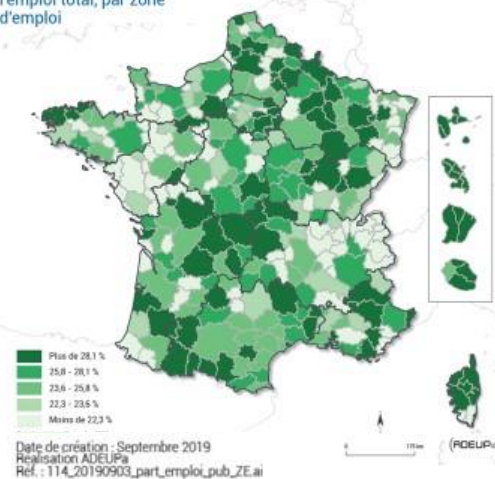 l'emploi total, par zone
d'emploi
Plus de 28,1 %
25,8 - 28,1 %
23,6 - 25,8 %
22,3 - 23,6 %
Moins de 22,3 %
Date de création : Septembre 2019
Réalisation ADEUPa
Réf. : 114_20190903_part_emploi_pub_ZE.ai
0
(ADEUPa